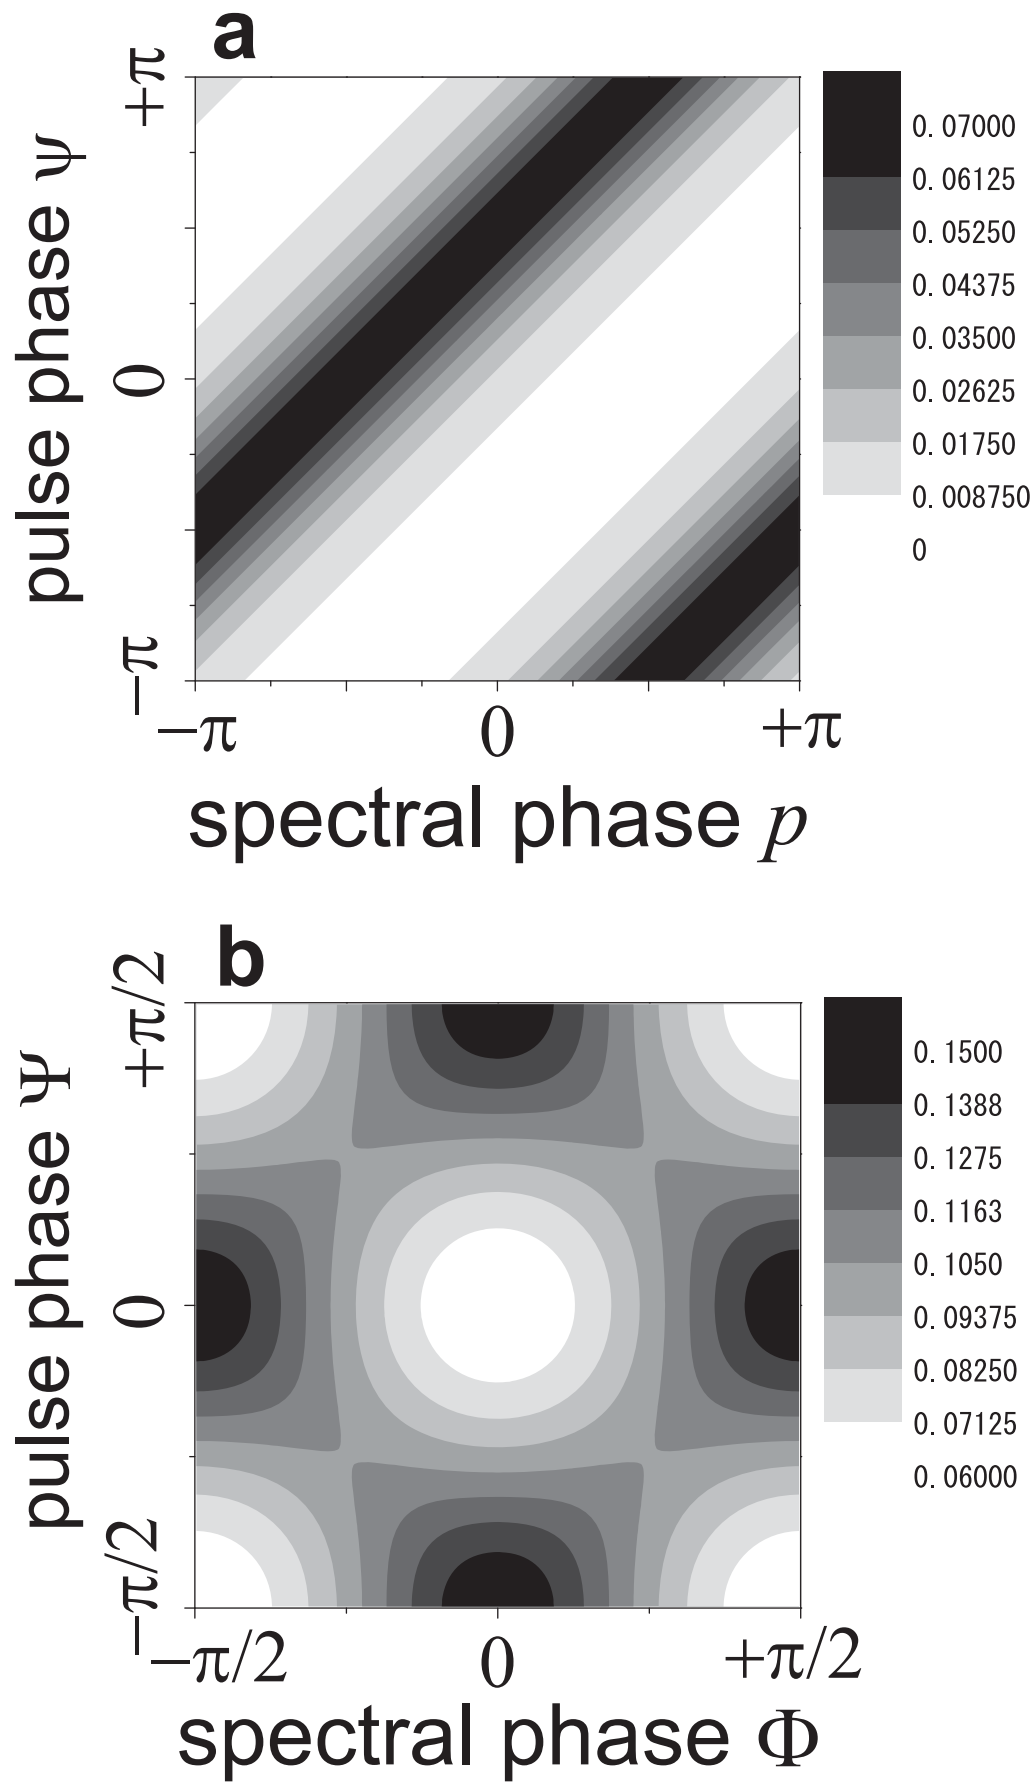 a
+π
0
−π
pulse phase ψ
−π
0
+π
spectral phase p
0.07000
0.06125
0.05250
0.04375
0.03500
0.02625
0.01750
0.008750
0
b
+π/2
0
−π/2
pulse phase Ψ
−π/2
0
+π/2
spectral phase Φ
0.1500
0.1388
0.1275
0.1163
0.1050
0.09375
0.08250
0.07125
0.06000